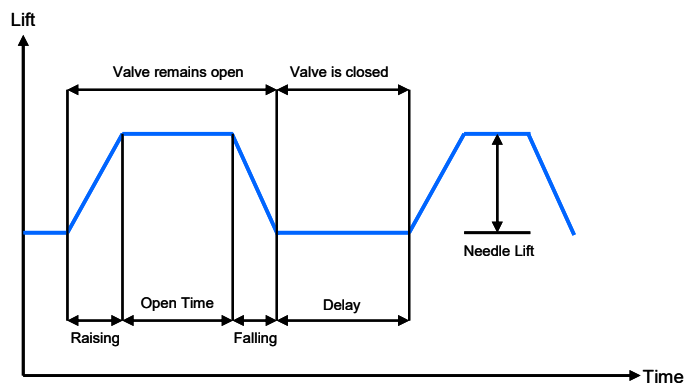 Lift
Valve remains open
Valve is closed
Needle Lift
Open Time
Delay
Raising
Falling
Time